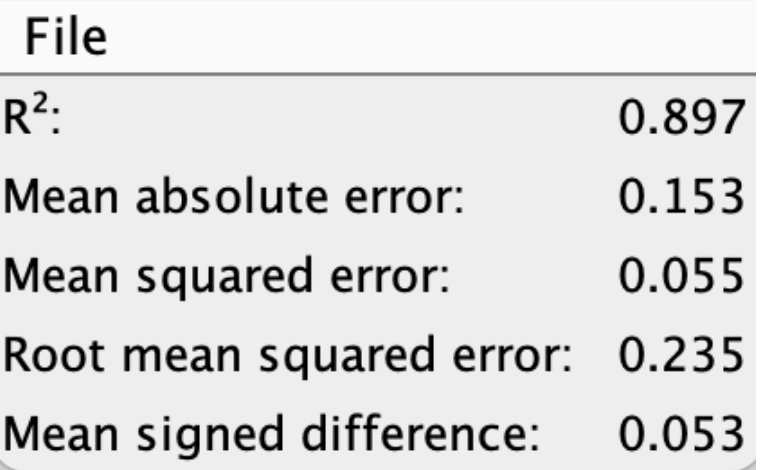 File
R²: 0.897
Mean absolute error: 0.153
Mean squared error: 0.055
Root mean squared error: 0.235
Mean signed difference: 0.053